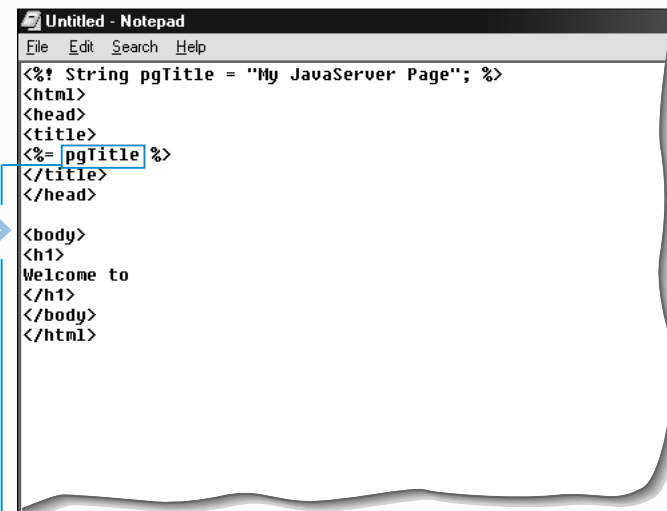 Untitled - Notepad
File Edit Search Help
<%! String pgTitle = "My JavaServer Page"; %>
<html>
<head>
<title>
<%= pgTitle %>
</title>
</head>
<body>
<h1>
Welcome to
</h1>
</body>
</html>